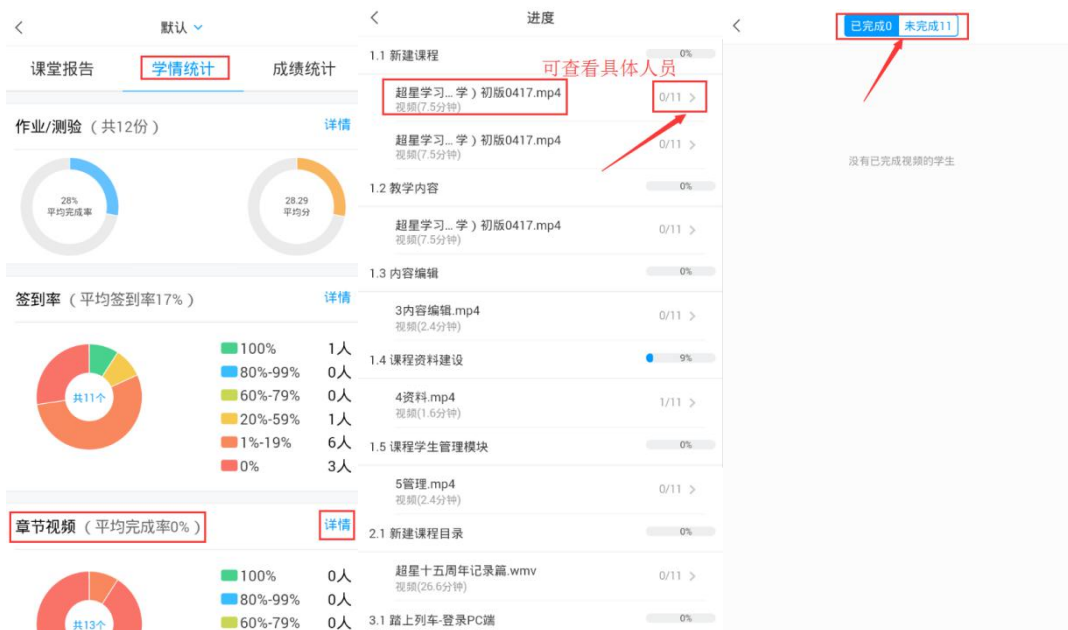 默认
课堂报告
学情统计
成绩统计
作业/测验（共12份）
详情
28%
平均完成率
28.29
平均分
签到率（平均签到率17%）
详情
共11个
100% 1人
80%-99% 0人
60%-79% 0人
20%-59% 1人
1%-19% 6人
0% 3人
章节视频（平均完成率0%）
详情
共13个
100% 0人
80%-99% 0人
60%-79% 0人
进度
1.1 新建课程 0%
可查看具体人员
超星学习... 学）初版0417.mp4
视频(7.5分钟)
0/11
超星学习... 学）初版0417.mp4
视频(7.5分钟)
0/11
1.2 教学内容 0%
超星学习... 学）初版0417.mp4
视频(7.5分钟)
0/11
1.3 内容编辑 0%
3内容编辑.mp4
视频(2.4分钟)
0/11
1.4 课程资料建设 9%
4资料.mp4
视频(1.6分钟)
1/11
1.5 课程学生管理模块 0%
5管理.mp4
视频(2.4分钟)
0/11
2.1 新建课程目录 0%
超星十五周年记录篇.wmv
视频(26.6分钟)
0/11
3.1 踏上列车-登录PC端 0%
已完成0 未完成11
没有已完成视频的学生